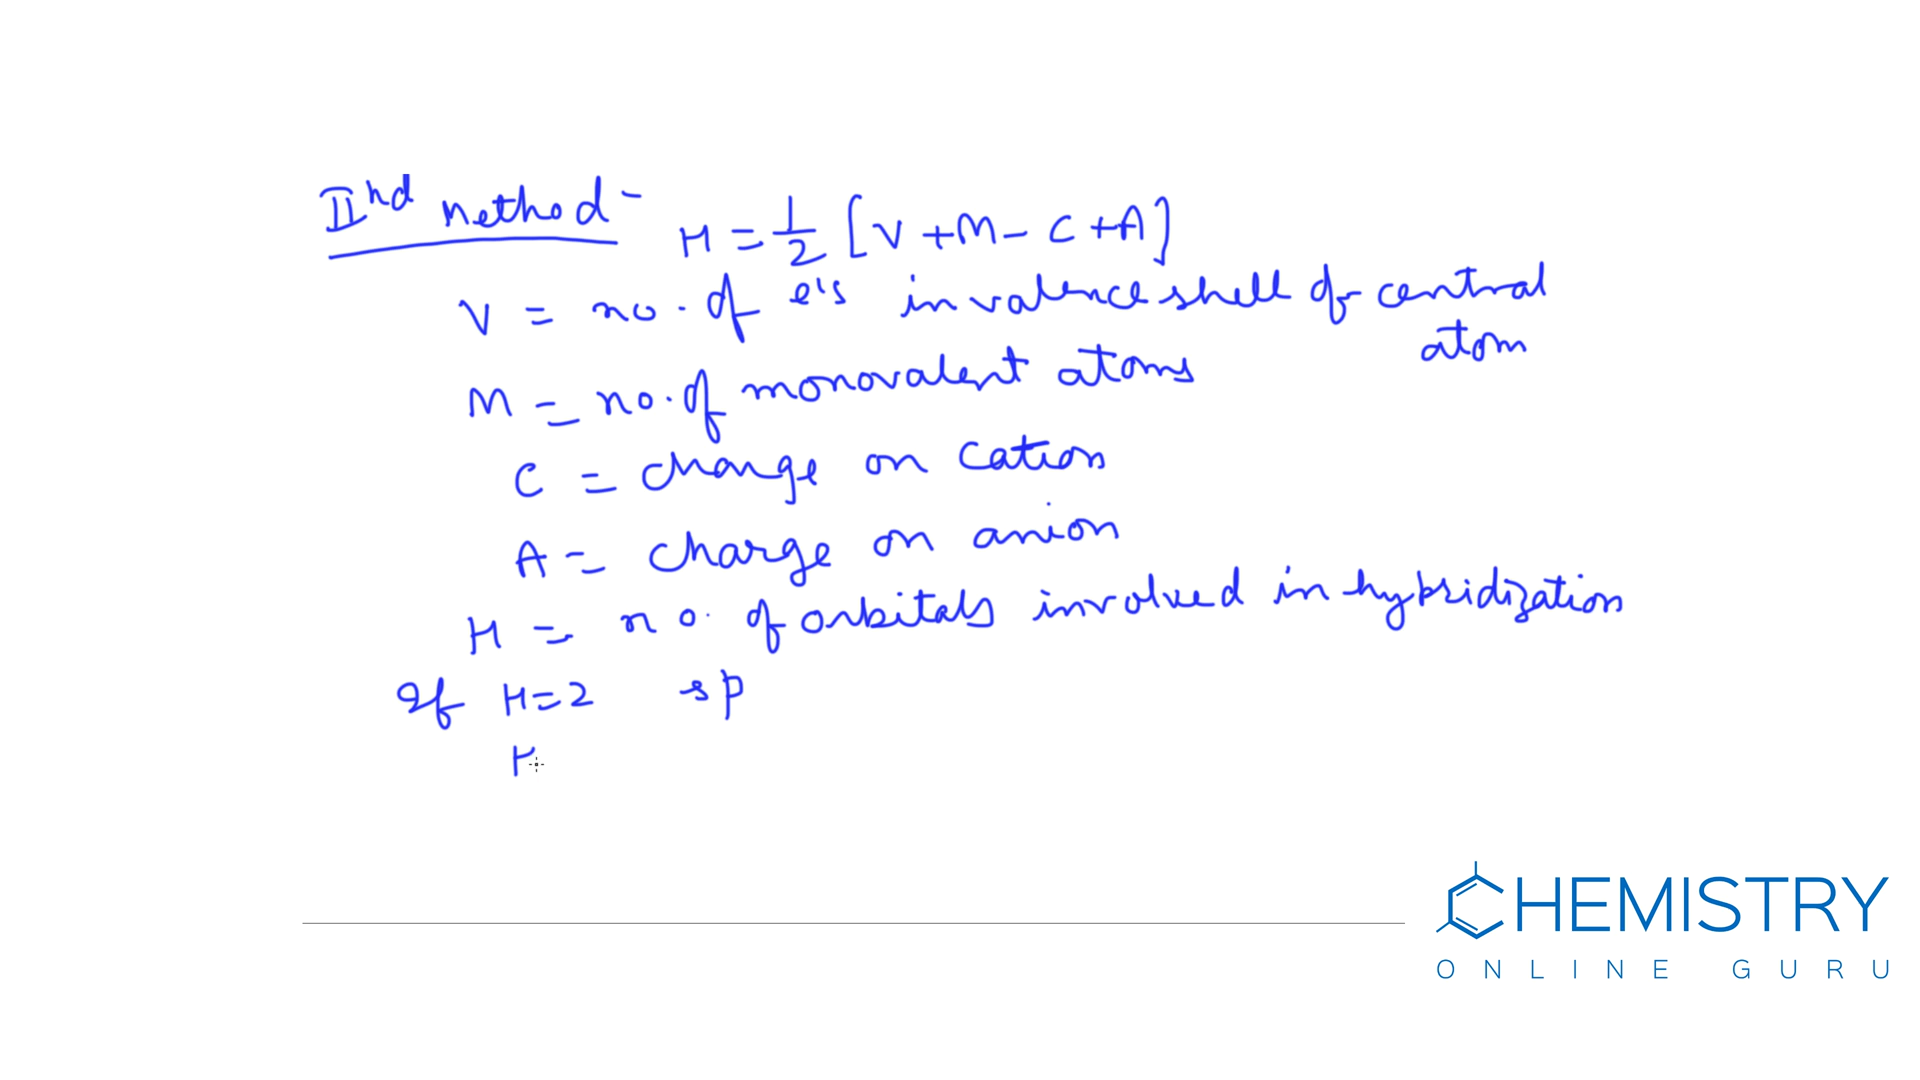 IInd method - H = 1/2 [V + M - C + A]
V = no. of e's in valence shell of central
atom
M = no. of monovalent atoms
C = charge on cation
A = charge on anion
H = no. of orbitals involved in hybridization
If H = 2 sp
H
CHEMISTRY
ONLINE GURU